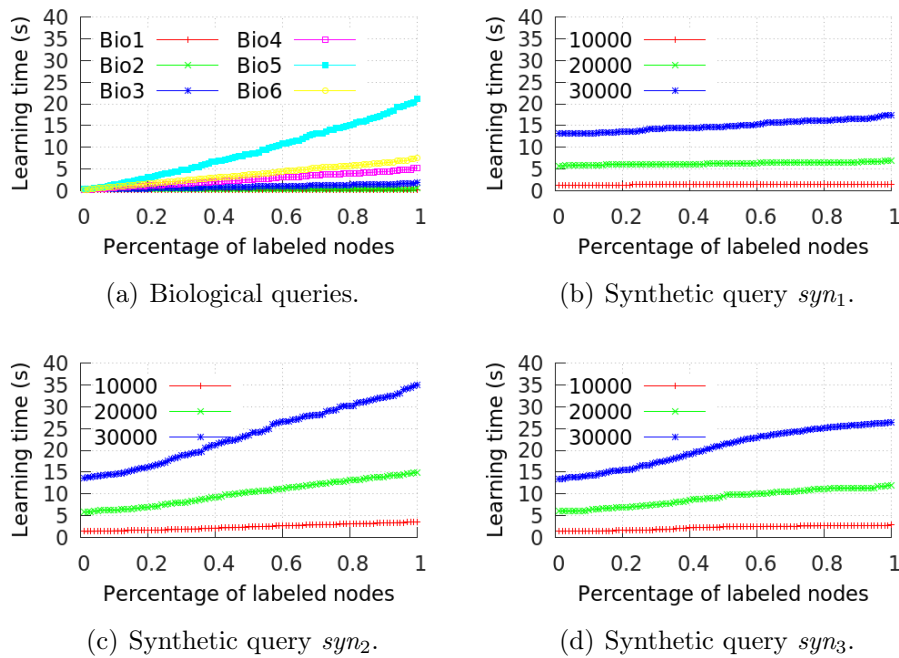 40
35
30
25
20
15
10
5
0
Learning time (s)
Bio1 Bio4
Bio2 Bio5
Bio3 Bio6
0 0.2 0.4 0.6 0.8 1
Percentage of labeled nodes
(a) Biological queries.
40
35
30
25
20
15
10
5
0
Learning time (s)
10000
20000
30000
0 0.2 0.4 0.6 0.8 1
Percentage of labeled nodes
(b) Synthetic query syn₁.
40
35
30
25
20
15
10
5
0
Learning time (s)
10000
20000
30000
0 0.2 0.4 0.6 0.8 1
Percentage of labeled nodes
(c) Synthetic query syn₂.
40
35
30
25
20
15
10
5
0
Learning time (s)
10000
20000
30000
0 0.2 0.4 0.6 0.8 1
Percentage of labeled nodes
(d) Synthetic query syn₃.